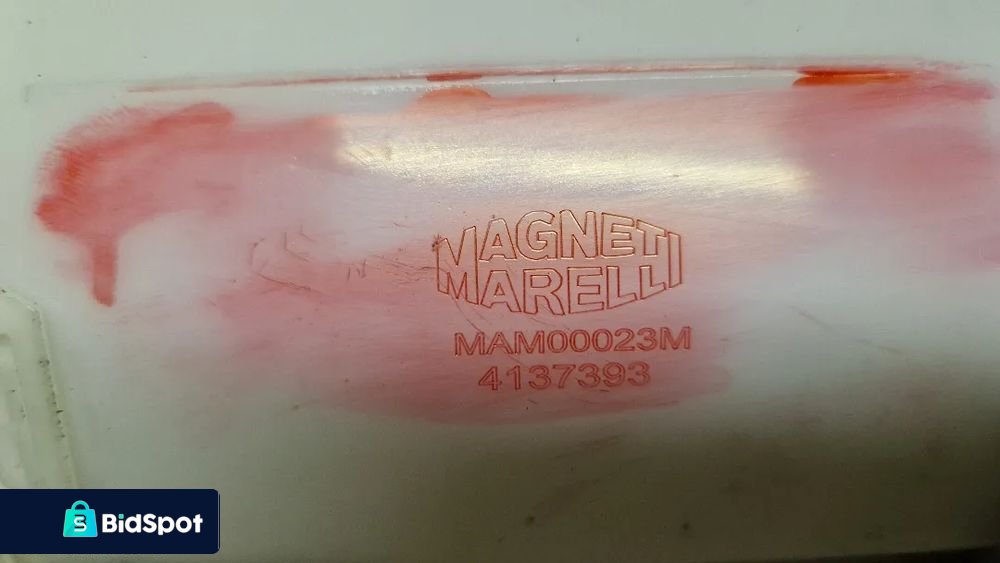 MAGNETI
MARELLI
MAM00023M
4137393
BidSpot